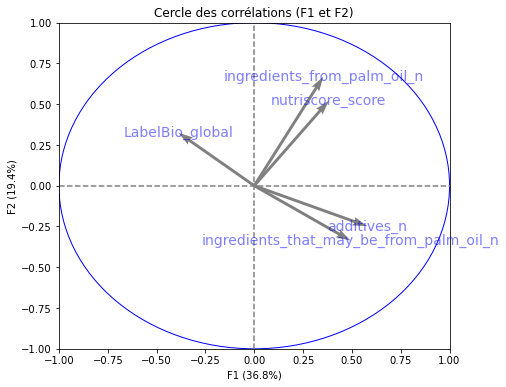 Cercle des corrélations (F1 et F2)
1.00
0.75
ingredients_from_palm_oil_n
0.50
nutriscore_score
LabelBio_global
0.25
0.00
F2 (19.4%)
additives_n
−0.25
ingredients_that_may_be_from_palm_oil_n
−0.50
−0.75
−1.00
−1.00 −0.75 −0.50 −0.25 0.00 0.25 0.50 0.75 1.00
F1 (36.8%)